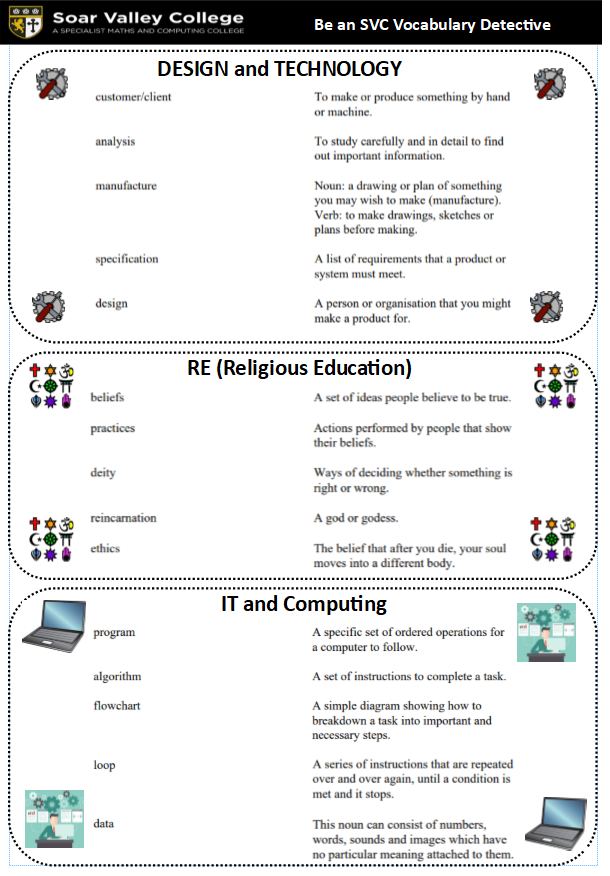 Soar Valley College
A SPECIALIST MATHS AND COMPUTING COLLEGE
Be an SVC Vocabulary Detective
DESIGN and TECHNOLOGY
customer/client To make or produce something by hand
or machine.
analysis To study carefully and in detail to find
out important information.
manufacture Noun: a drawing or plan of something
you may wish to make (manufacture).
Verb: to make drawings, sketches or
plans before making.
specification A list of requirements that a product or
system must meet.
design A person or organisation that you might
make a product for.
RE (Religious Education)
beliefs A set of ideas people believe to be true.
practices Actions performed by people that show
their beliefs.
deity Ways of deciding whether something is
right or wrong.
reincarnation A god or godess.
ethics The belief that after you die, your soul
moves into a different body.
IT and Computing
program A specific set of ordered operations for
a computer to follow.
algorithm A set of instructions to complete a task.
flowchart A simple diagram showing how to
breakdown a task into important and
necessary steps.
loop A series of instructions that are repeated
over and over again, until a condition is
met and it stops.
data This noun can consist of numbers,
words, sounds and images which have
no particular meaning attached to them.